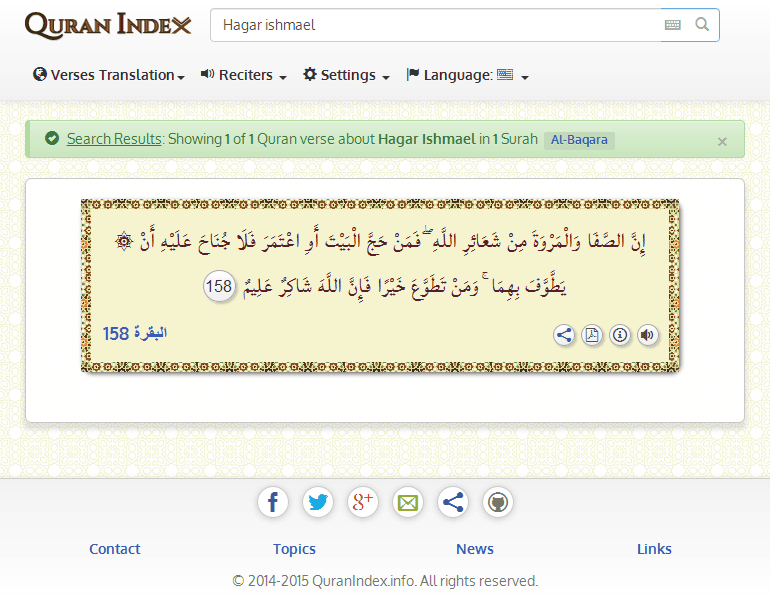 QURAN INDEX
Hagar ishmael
Verses Translation
Reciters
Settings
Language:
Search Results: Showing 1 of 1 Quran verse about Hagar Ishmael in 1 Surah Al-Baqara ×
إِنَّ الصَّفَا وَالْمَرْوَةَ مِنْ شَعَائِرِ اللَّهِ ۖ فَمَنْ حَجَّ الْبَيْتَ أَوِ اعْتَمَرَ فَلَا جُنَاحَ عَلَيْهِ أَنْ ۞
يَطَّوَّفَ بِهِمَا ۚ وَمَنْ تَطَوَّعَ خَيْرًا فَإِنَّ اللَّهَ شَاكِرٌ عَلِيمٌ 158
البقرة 158
f
g+
Contact
Topics
News
Links
© 2014-2015 QuranIndex.info. All rights reserved.